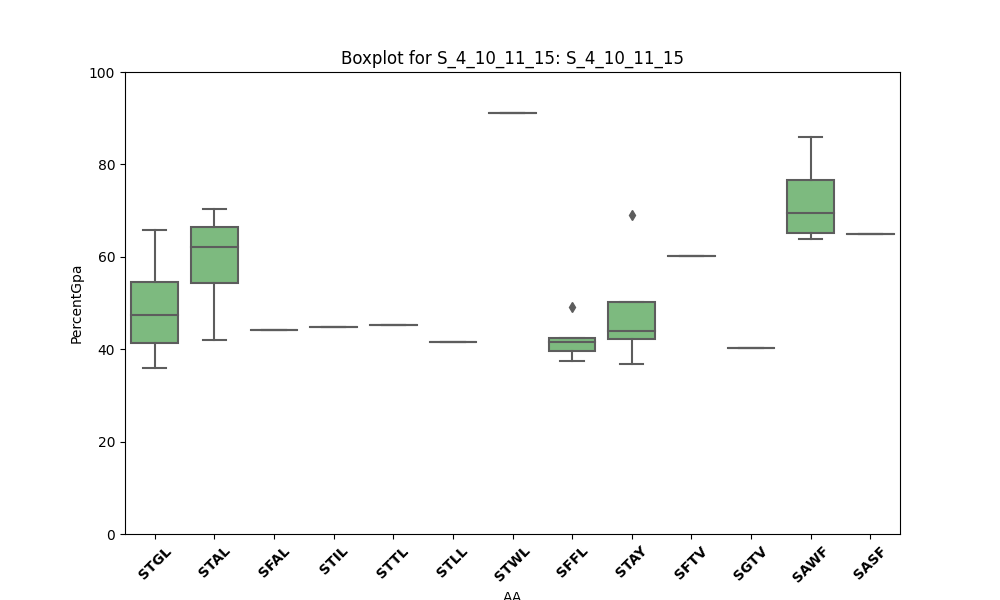 Boxplot for S_4_10_11_15: S_4_10_11_15
100
80
60
40
20
0
PercentGpa
STGL
STAL
SFAL
STIL
STTL
STLL
STWL
SFFL
STAY
SFTV
SGTV
SAWF
SASF
AA